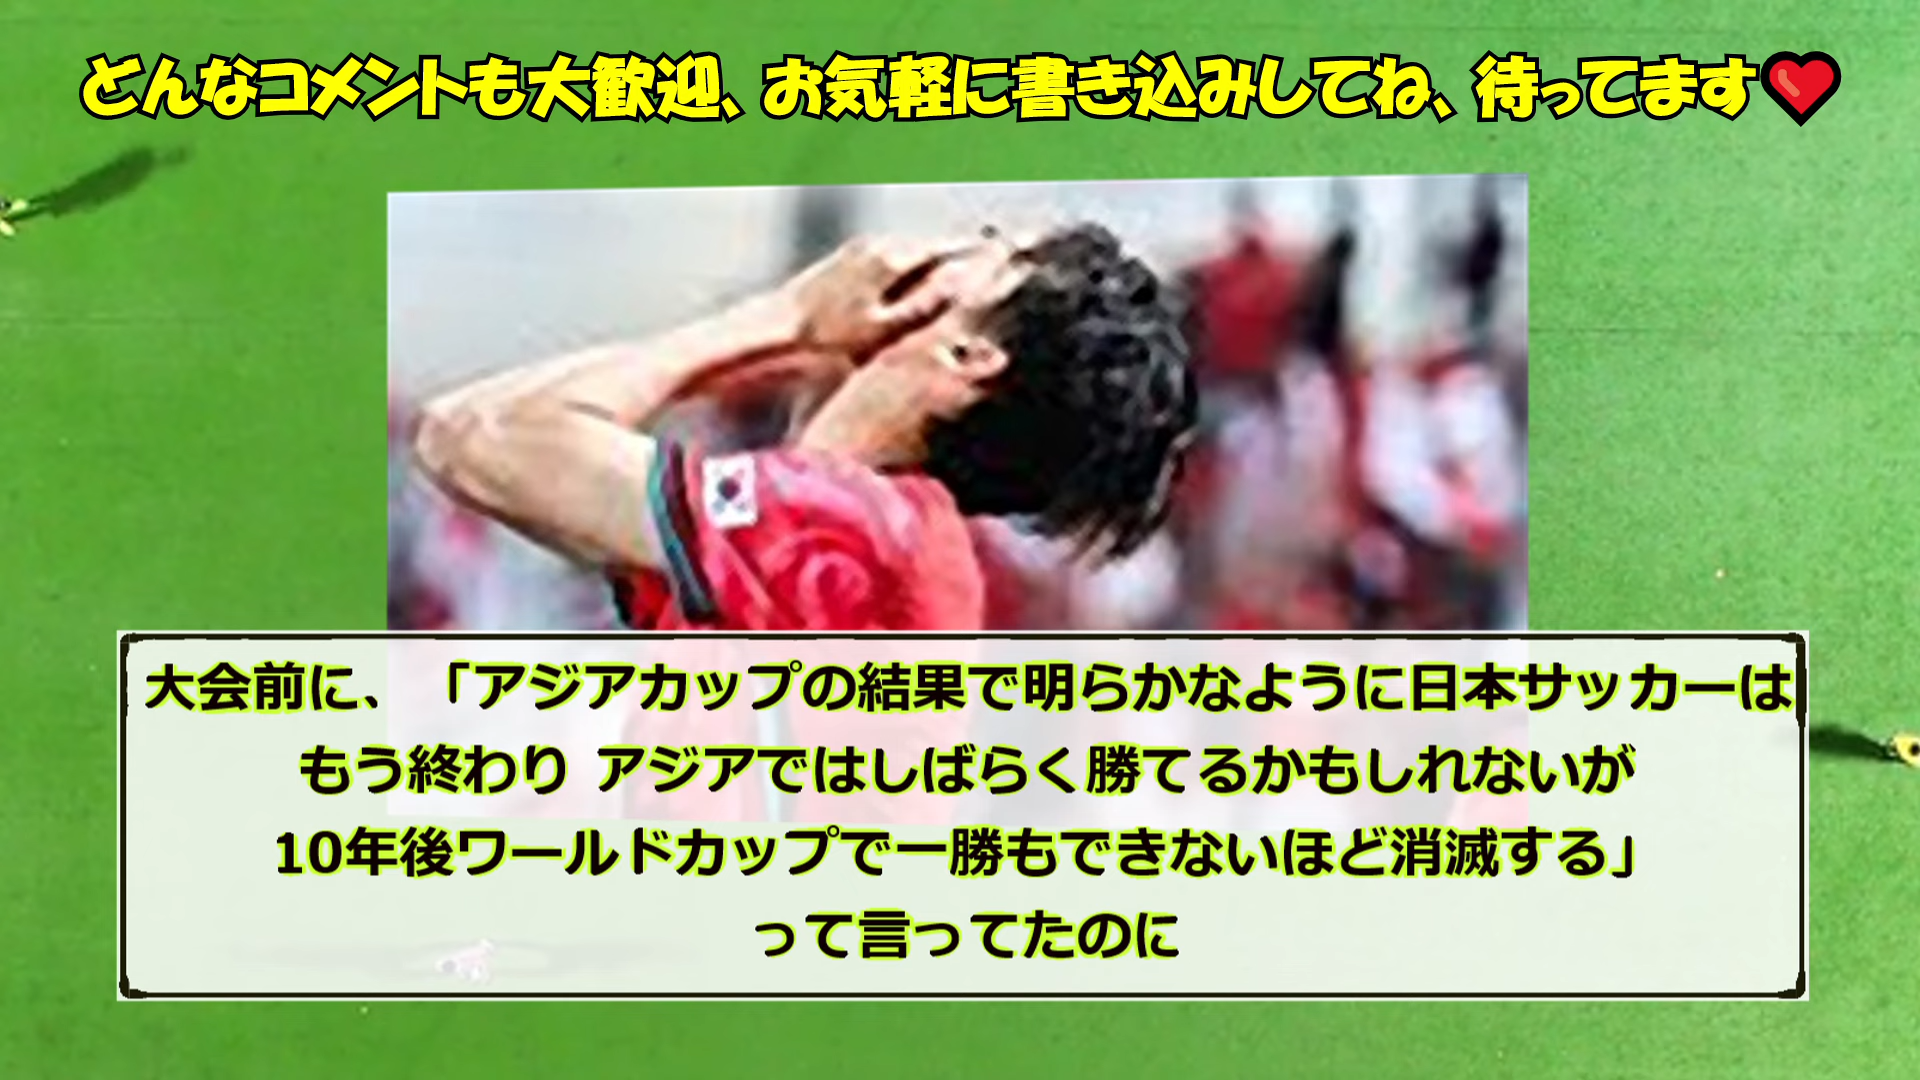 どんなコメントも大歓迎、お気軽に書き込みしてね、待ってます❤
大会前に、「アジアカップの結果で明らかなように日本サッカーは
もう終わり アジアではしばらく勝てるかもしれないが
10年後ワールドカップで一勝もできないほど消滅する」
って言ってたのに